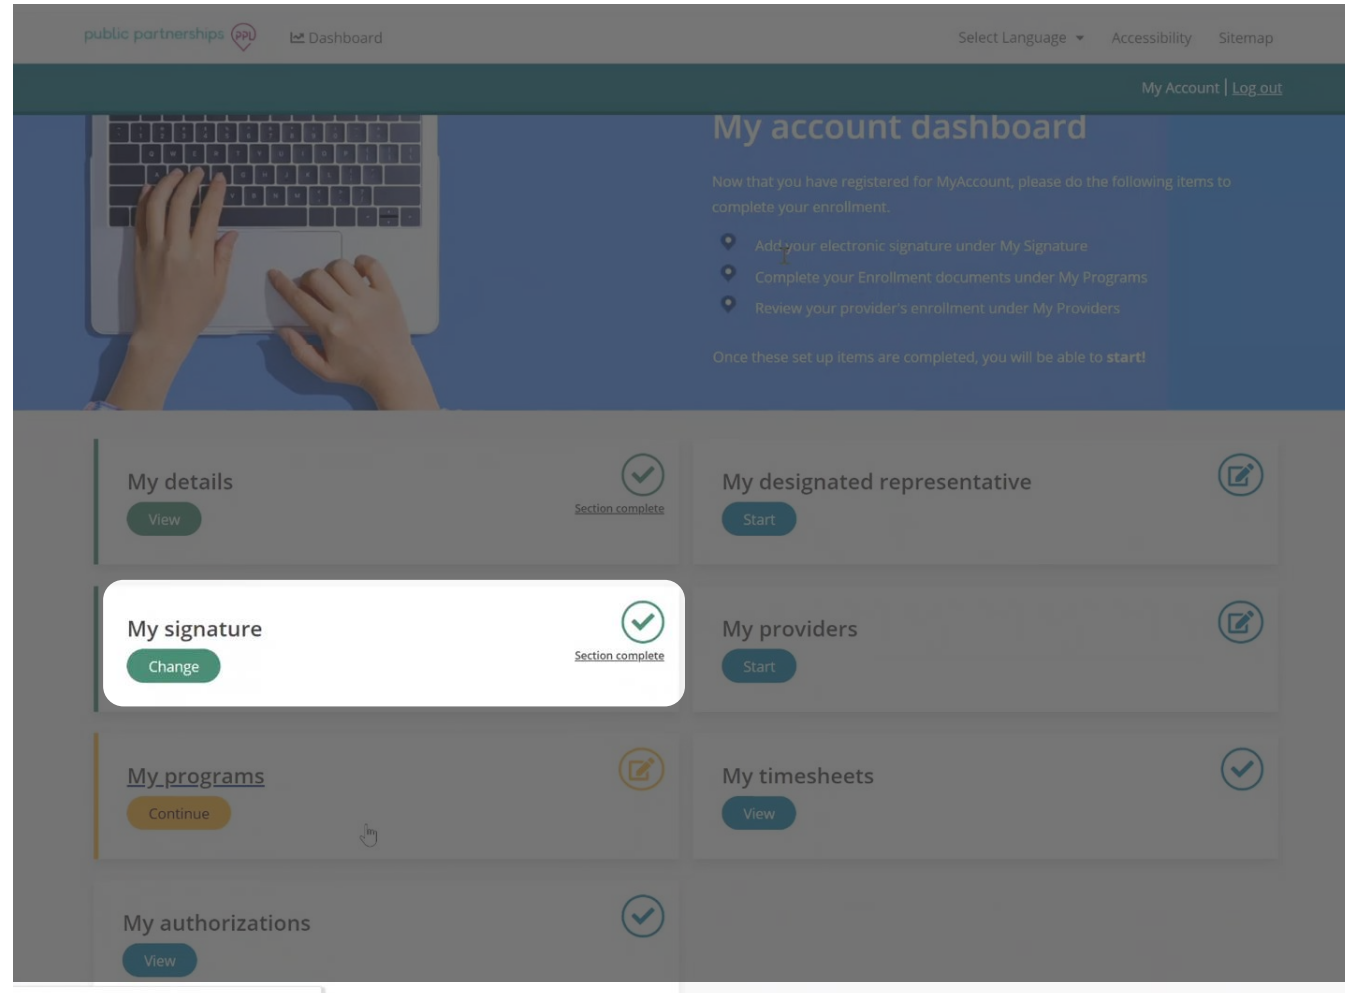 public partnerships PPL
Dashboard
Select Language
Accessibility
Sitemap
My Account | Log out
My account dashboard
Now that you have registered for MyAccount, please do the following items to
complete your enrollment.
Add your electronic signature under My Signature
Complete your Enrollment documents under My Programs
Review your provider's enrollment under My Providers
Once these set up items are completed, you will be able to start!
My details
View
Section complete
My designated representative
Start
My signature
Change
Section complete
My providers
Start
My programs
Continue
My timesheets
View
My authorizations
View